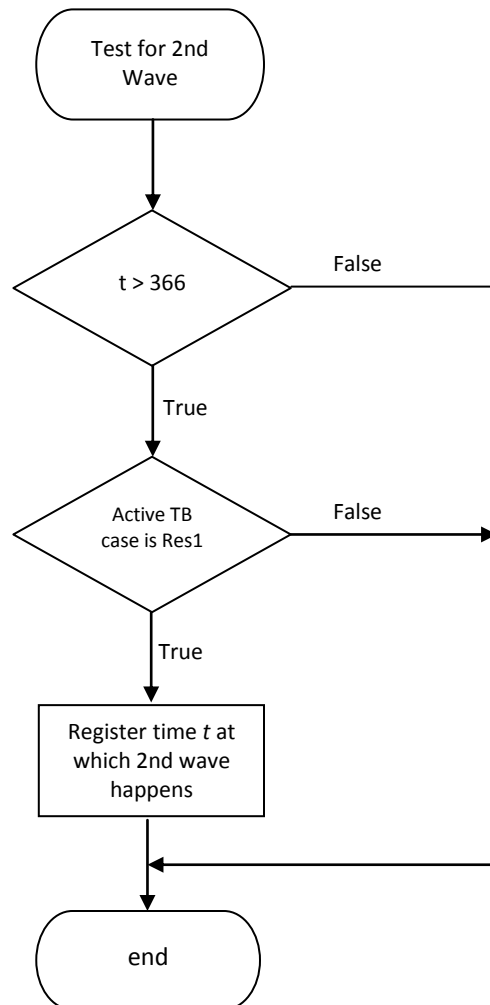 Test for 2nd
Wave
t > 366
False
True
Active TB
case is Res1
False
True
Register time t at
which 2nd wave
happens
end